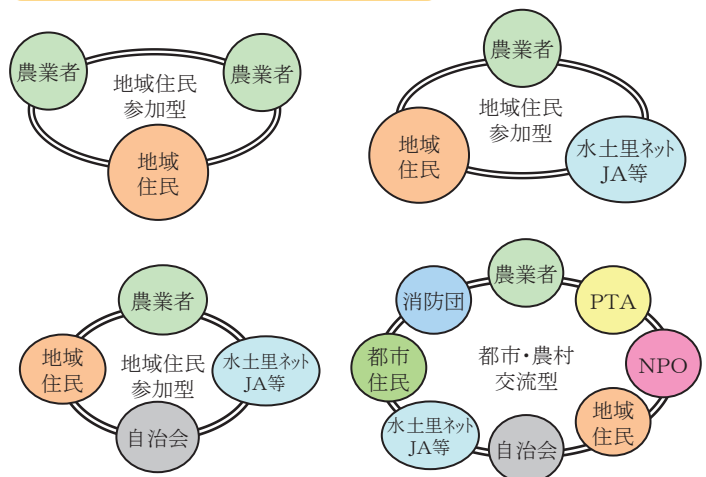 農業者
農業者
地域住民
参加型
地域
住民
農業者
地域住民
参加型
地域
住民
水土里ネット
JA等
農業者
地域
住民
地域住民
参加型
水土里ネット
JA等
自治会
農業者
消防団
PTA
都市
住民
都市・農村
交流型
NPO
地域
住民
水土里ネット
JA等
自治会